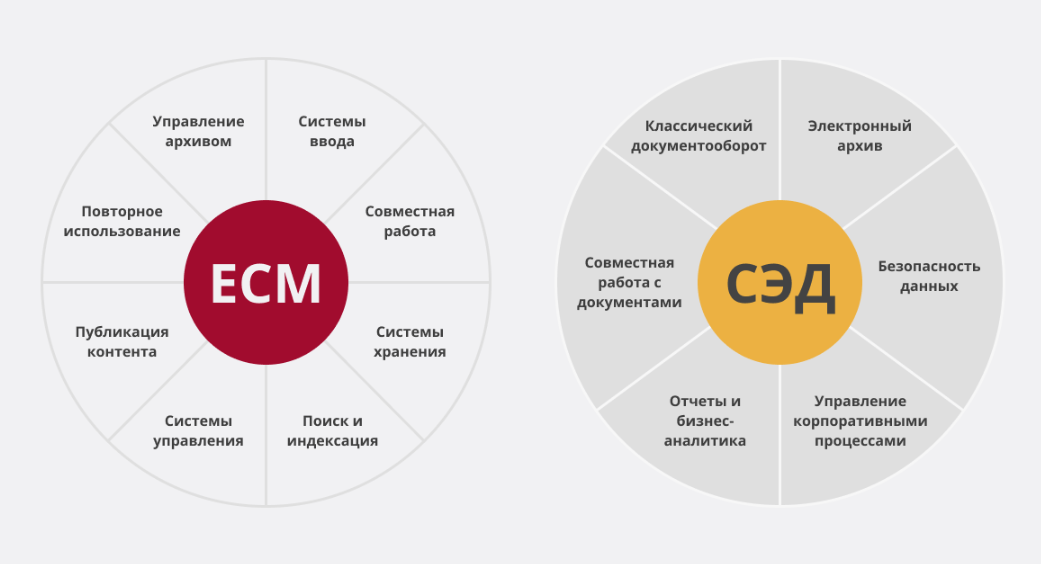 Управление
архивом
Системы
ввода
Повторное
использование
Совместная
работа
ECM
Публикация
контента
Системы
хранения
Системы
управления
Поиск и
индексация
Классический
документооборот
Электронный
архив
Совместная
работа с
документами
СЭД
Безопасность
данных
Отчеты и
бизнес-
аналитика
Управление
корпоративными
процессами